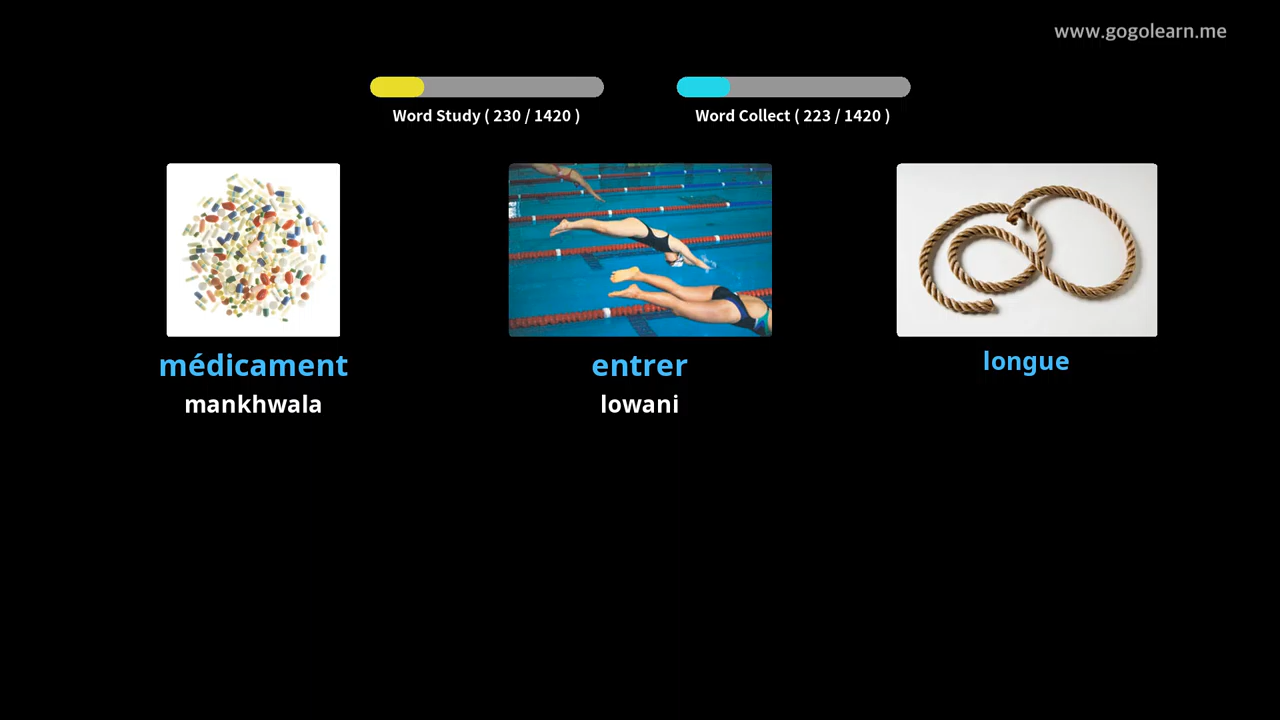 www.gogolearn.me
Word Study ( 230 / 1420 )
Word Collect ( 223 / 1420 )
médicament
mankhwala
entrer
lowani
longue